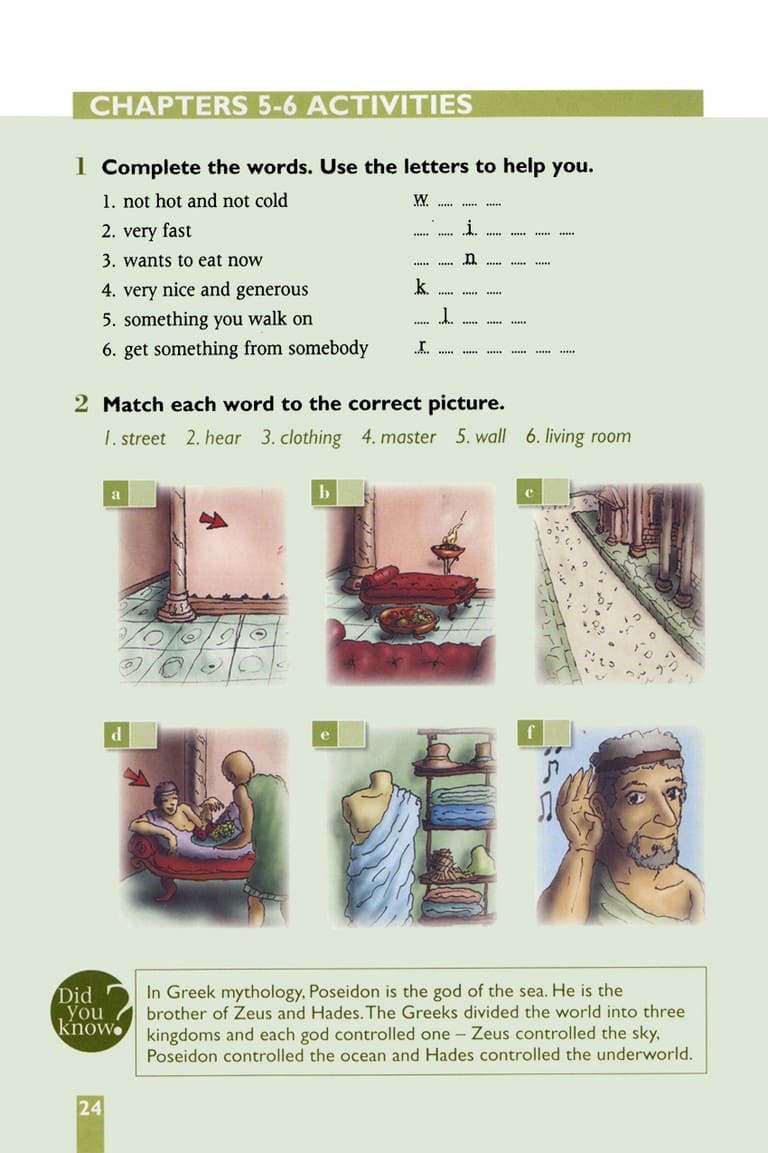 CHAPTERS 5-6 ACTIVITIES
1 Complete the words. Use the letters to help you.
1. not hot and not cold w. ..... ..... .....
2. very fast ..... ..... .i. ..... ..... ..... .....
3. wants to eat now ..... ..... .n. ..... ..... .....
4. very nice and generous .k. ..... ..... .....
5. something you walk on ..... .l. ..... ..... .....
6. get something from somebody .r. ..... ..... ..... ..... ..... .....
2 Match each word to the correct picture.
1. street 2. hear 3. clothing 4. master 5. wall 6. living room
a b c
d e f
Did you know?
In Greek mythology, Poseidon is the god of the sea. He is the
brother of Zeus and Hades. The Greeks divided the world into three
kingdoms and each god controlled one – Zeus controlled the sky,
Poseidon controlled the ocean and Hades controlled the underworld.
24